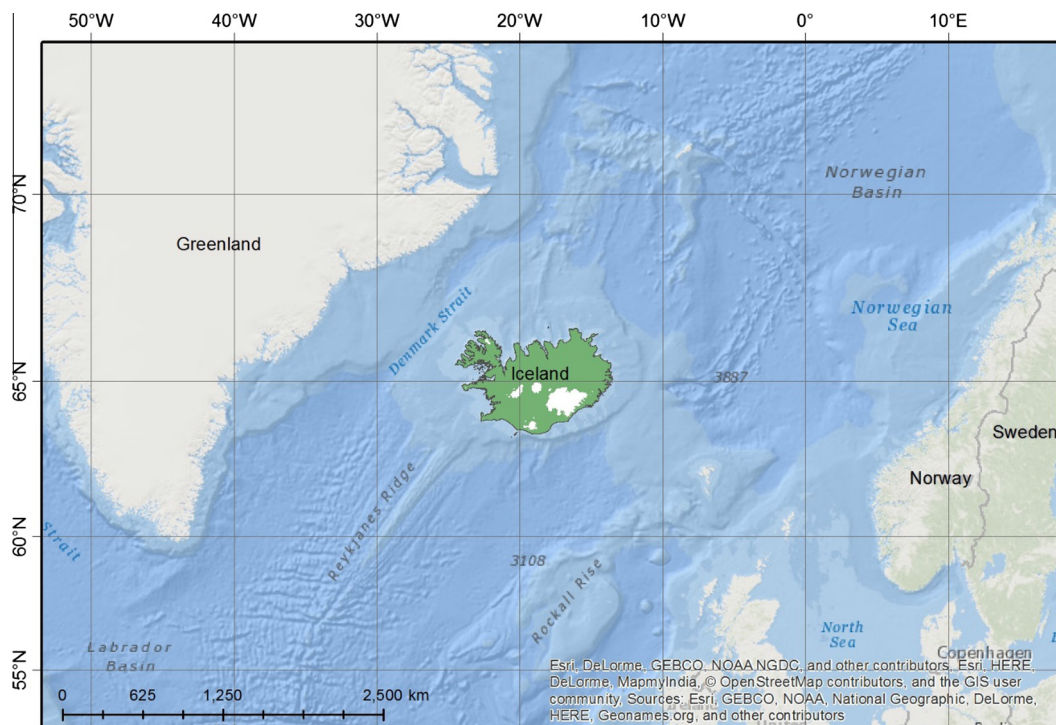 50°W 40°W 30°W 20°W 10°W 0° 10°E
70°N
65°N
60°N
55°N
Norwegian
Basin
Greenland
Denmark Strait
Norwegian
Sea
Iceland
3887
Sweden
Norway
Reykjanes Ridge
Strait
3108
Rockall Rise
North
Sea
Labrador
Basin
Copenhagen
Esri, DeLorme, GEBCO, NOAA NGDC, and other contributors, Esri, HERE,
DeLorme, MapmyIndia, © OpenStreetMap contributors, and the GIS user
community, Sources: Esri, GEBCO, NOAA, National Geographic, DeLorme,
HERE, Geonames.org, and other contributors
0 625 1,250 2,500 km